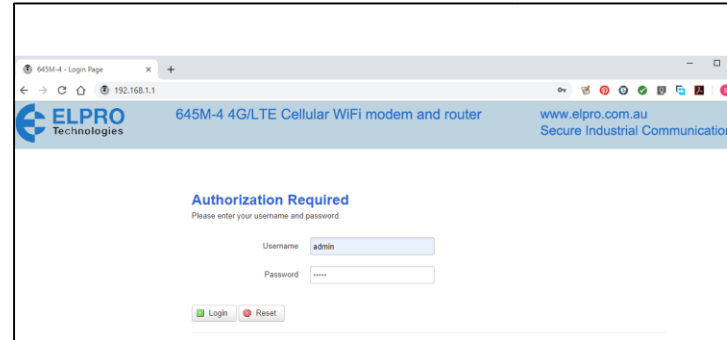 645M-4 - Login Page
192.168.1.1
ELPRO
Technologies
645M-4 4G/LTE Cellular WiFi modem and router
www.elpro.com.au
Secure Industrial Communication
Authorization Required
Please enter your username and password.
Username admin
Password
Login Reset